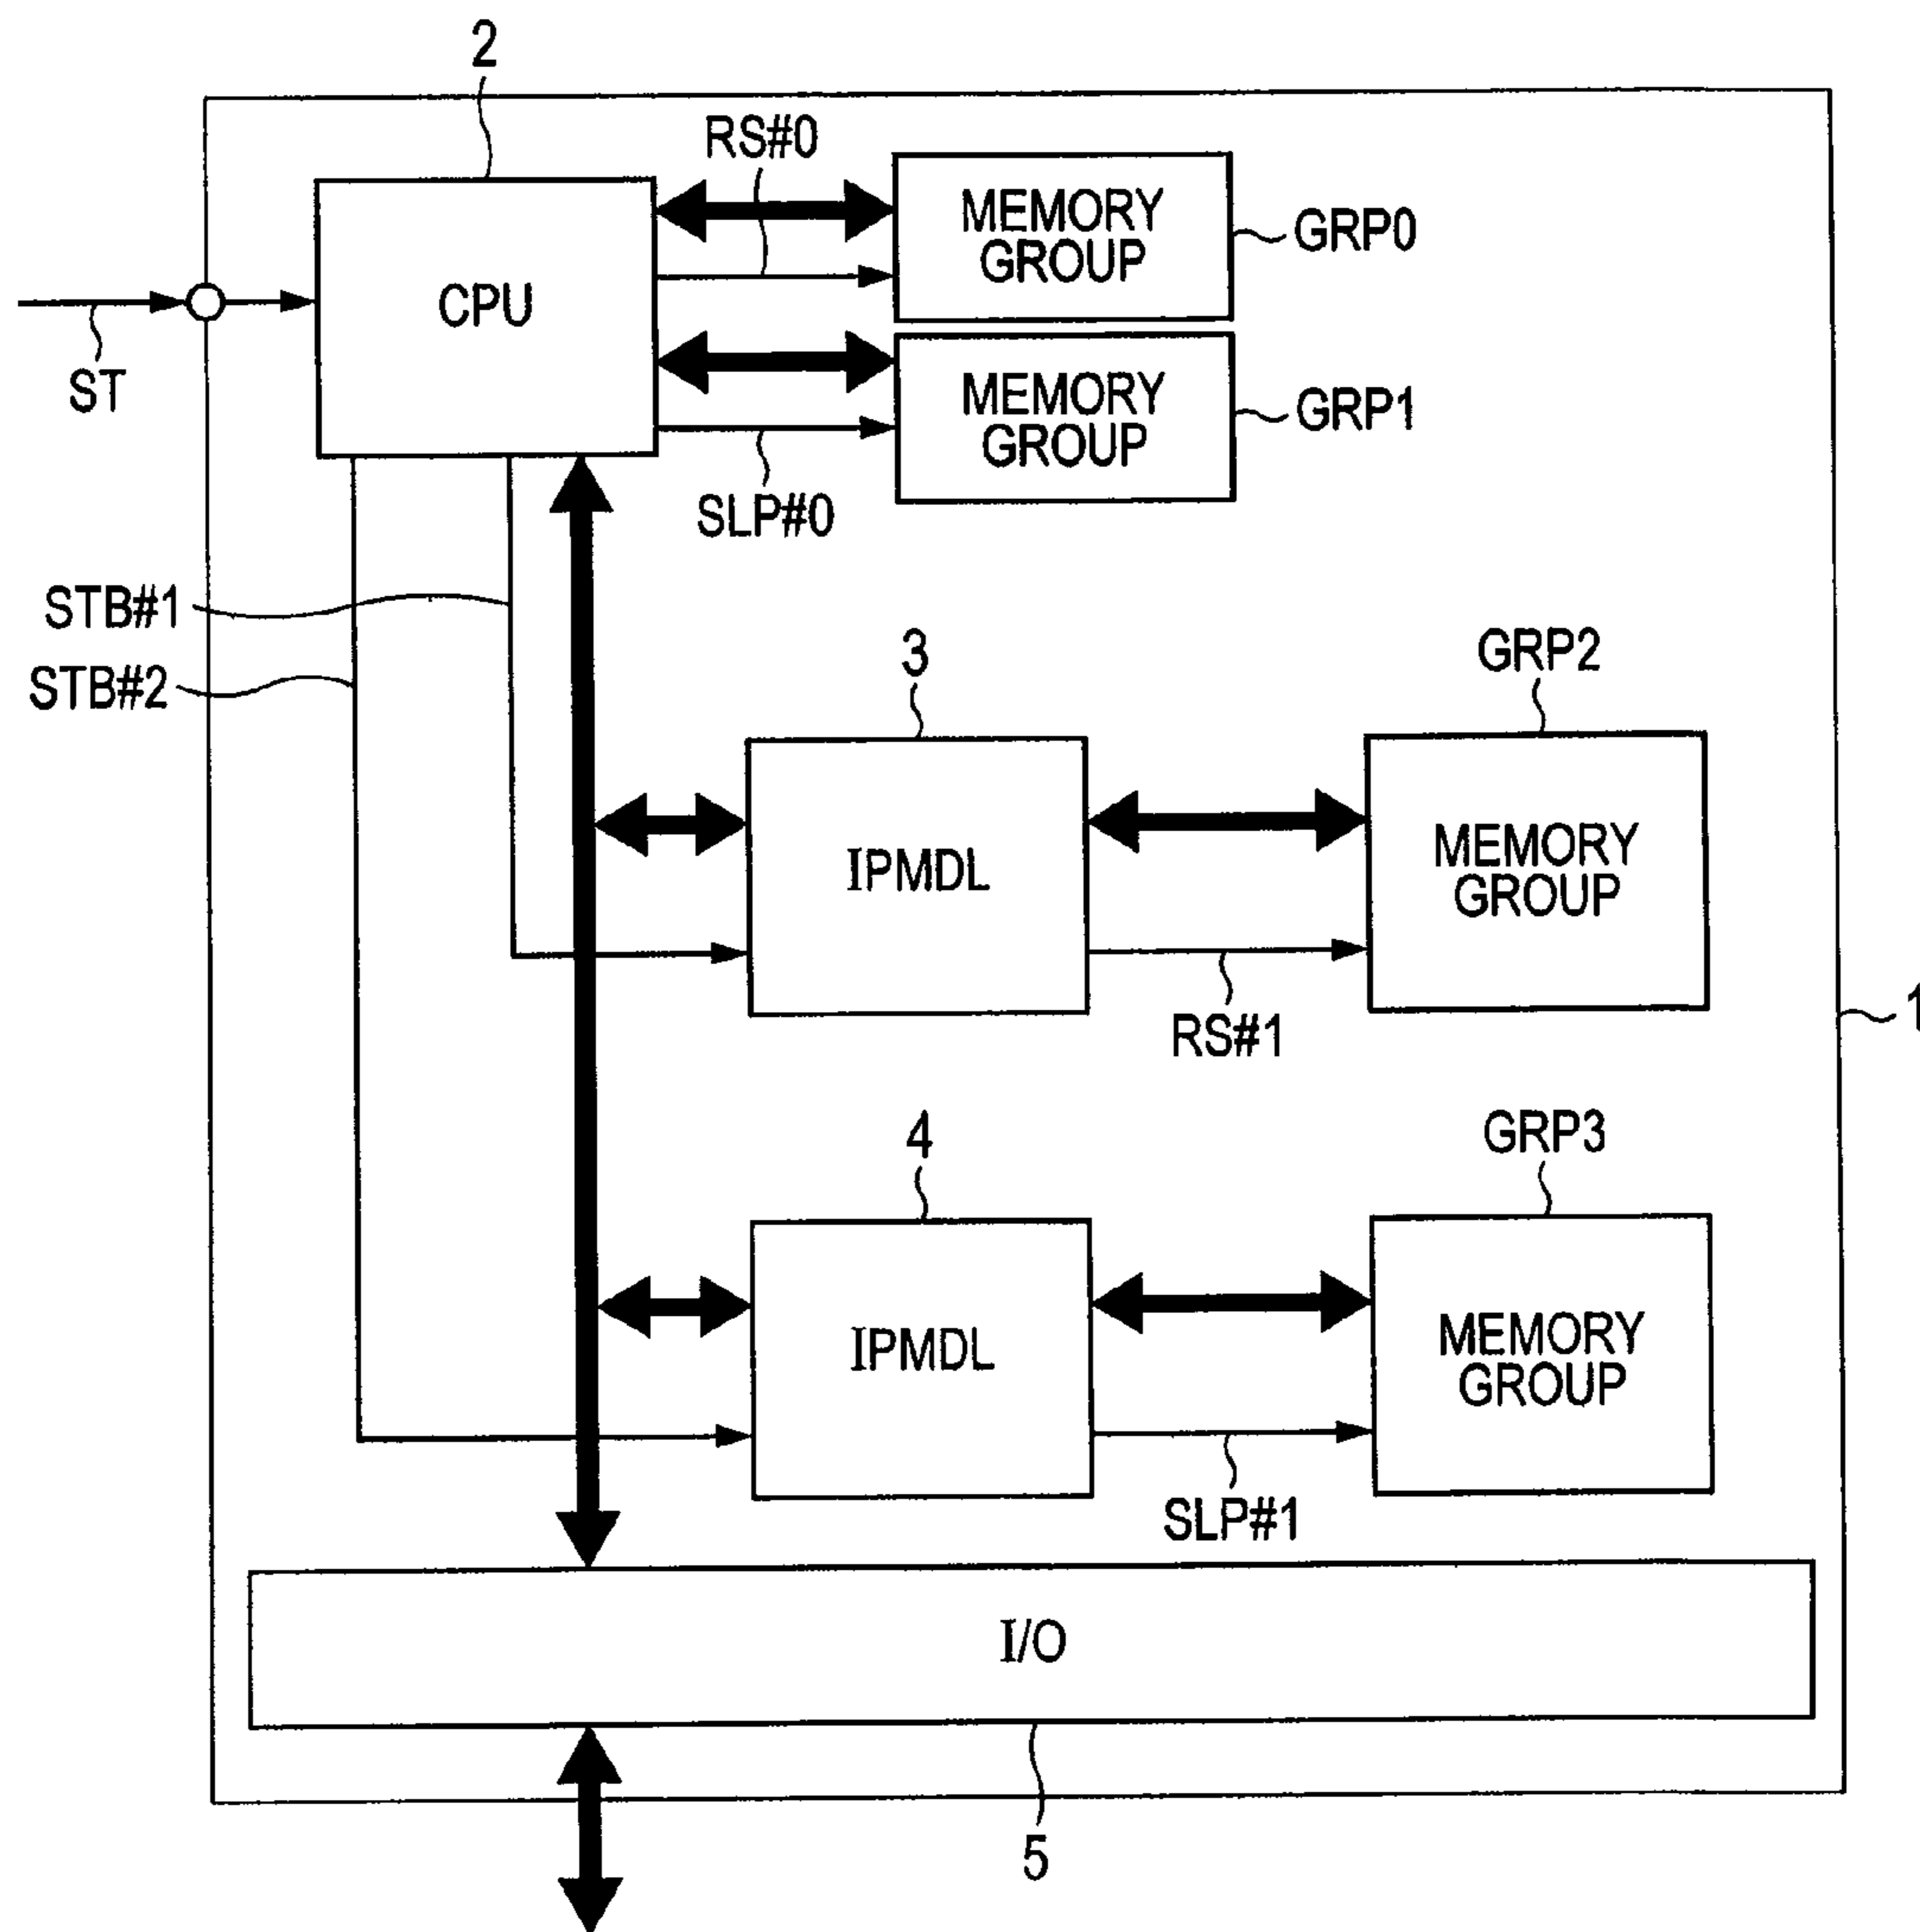 2
RS#0
MEMORY
GROUP
GRP0
CPU
ST
MEMORY
GROUP
GRP1
SLP#0
STB#1
STB#2
3
GRP2
IPMDL
MEMORY
GROUP
RS#1
1
4
GRP3
IPMDL
MEMORY
GROUP
SLP#1
I/O
5